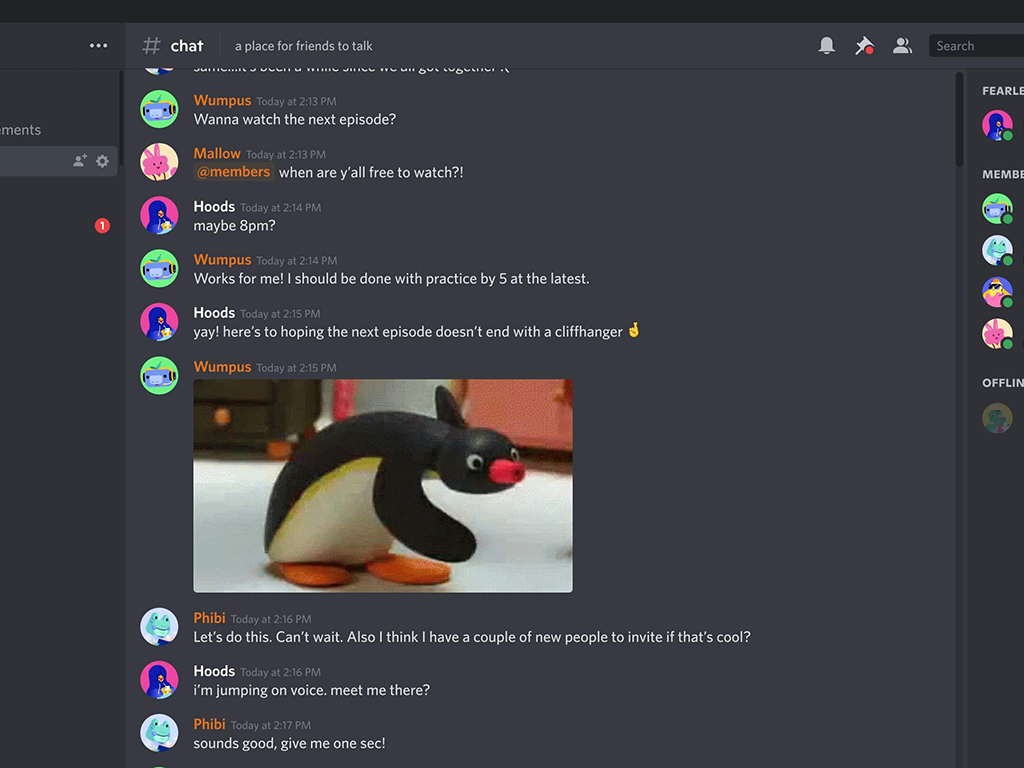 # chat a place for friends to talk
Search
ements
1
Wumpus Today at 2:13 PM
Wanna watch the next episode?
Mallow Today at 2:13 PM
@members when are y’all free to watch?!
Hoods Today at 2:14 PM
maybe 8pm?
Wumpus Today at 2:14 PM
Works for me! I should be done with practice by 5 at the latest.
Hoods Today at 2:15 PM
yay! here’s to hoping the next episode doesn’t end with a cliffhanger 🤞
Wumpus Today at 2:15 PM
Phibi Today at 2:16 PM
Let’s do this. Can’t wait. Also I think I have a couple of new people to invite if that’s cool?
Hoods Today at 2:16 PM
i’m jumping on voice. meet me there?
Phibi Today at 2:17 PM
sounds good, give me one sec!
FEARLE
MEMBE
OFFLIN